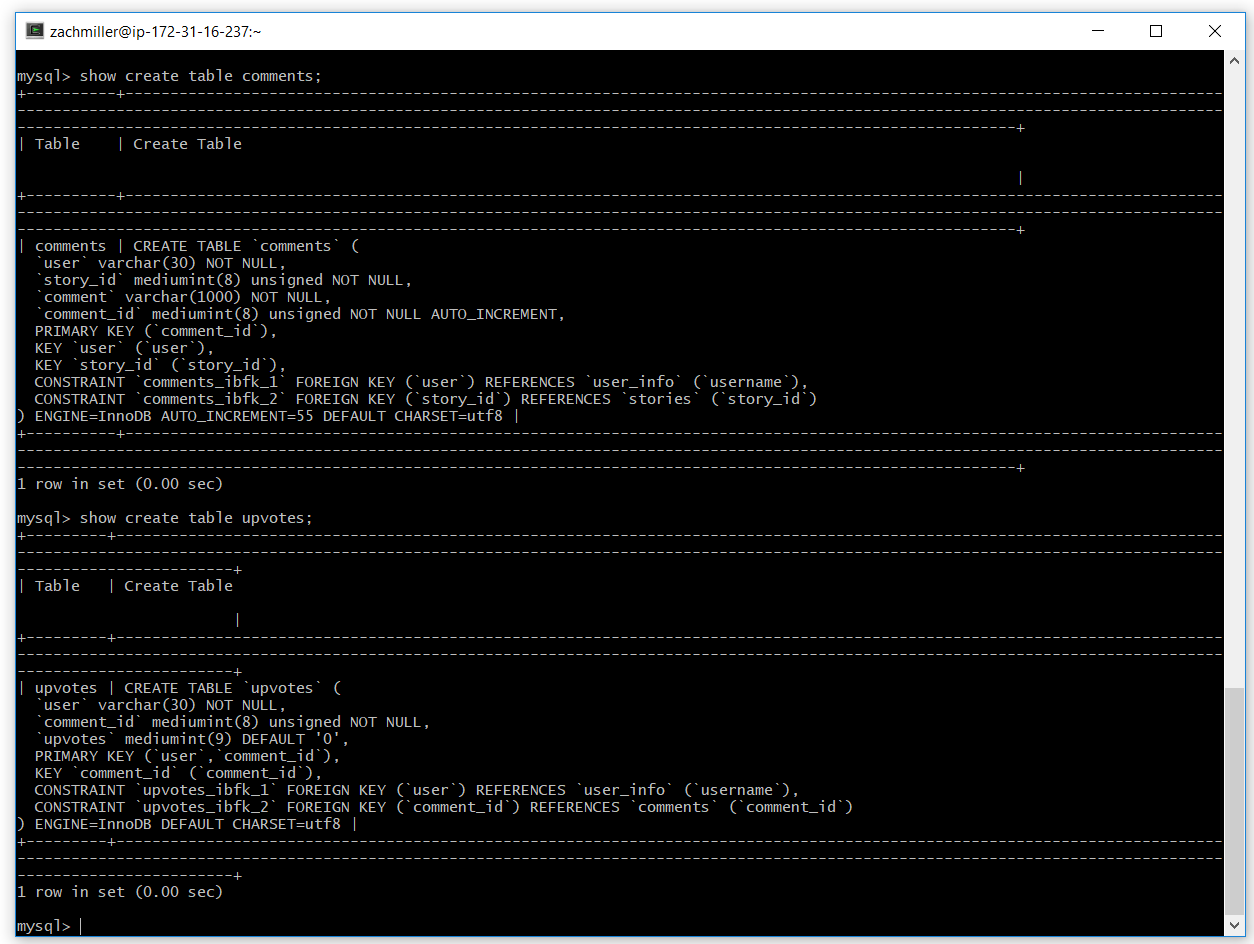 zachmiller@ip-172-31-16-237:~
mysql> show create table comments;
+----------+--------------------------------------------------------------------------------------------------------------------------
---------------------------------------------------------------------------------------------------------------------------------------
---------------------------------------------------------------------------------------------------------------+
| Table    | Create Table
|
+----------+--------------------------------------------------------------------------------------------------------------------------
---------------------------------------------------------------------------------------------------------------------------------------
---------------------------------------------------------------------------------------------------------------+
| comments | CREATE TABLE `comments` (
  `user` varchar(30) NOT NULL,
  `story_id` mediumint(8) unsigned NOT NULL,
  `comment` varchar(1000) NOT NULL,
  `comment_id` mediumint(8) unsigned NOT NULL AUTO_INCREMENT,
  PRIMARY KEY (`comment_id`),
  KEY `user` (`user`),
  KEY `story_id` (`story_id`),
  CONSTRAINT `comments_ibfk_1` FOREIGN KEY (`user`) REFERENCES `user_info` (`username`),
  CONSTRAINT `comments_ibfk_2` FOREIGN KEY (`story_id`) REFERENCES `stories` (`story_id`)
) ENGINE=InnoDB AUTO_INCREMENT=55 DEFAULT CHARSET=utf8 |
+----------+--------------------------------------------------------------------------------------------------------------------------
---------------------------------------------------------------------------------------------------------------------------------------
---------------------------------------------------------------------------------------------------------------+
1 row in set (0.00 sec)
mysql> show create table upvotes;
+---------+---------------------------------------------------------------------------------------------------------------------------
---------------------------------------------------------------------------------------------------------------------------------------
------------------------+
| Table   | Create Table
|
+---------+---------------------------------------------------------------------------------------------------------------------------
---------------------------------------------------------------------------------------------------------------------------------------
------------------------+
| upvotes | CREATE TABLE `upvotes` (
  `user` varchar(30) NOT NULL,
  `comment_id` mediumint(8) unsigned NOT NULL,
  `upvotes` mediumint(9) DEFAULT '0',
  PRIMARY KEY (`user`,`comment_id`),
  KEY `comment_id` (`comment_id`),
  CONSTRAINT `upvotes_ibfk_1` FOREIGN KEY (`user`) REFERENCES `user_info` (`username`),
  CONSTRAINT `upvotes_ibfk_2` FOREIGN KEY (`comment_id`) REFERENCES `comments` (`comment_id`)
) ENGINE=InnoDB DEFAULT CHARSET=utf8 |
+---------+---------------------------------------------------------------------------------------------------------------------------
---------------------------------------------------------------------------------------------------------------------------------------
------------------------+
1 row in set (0.00 sec)
mysql>